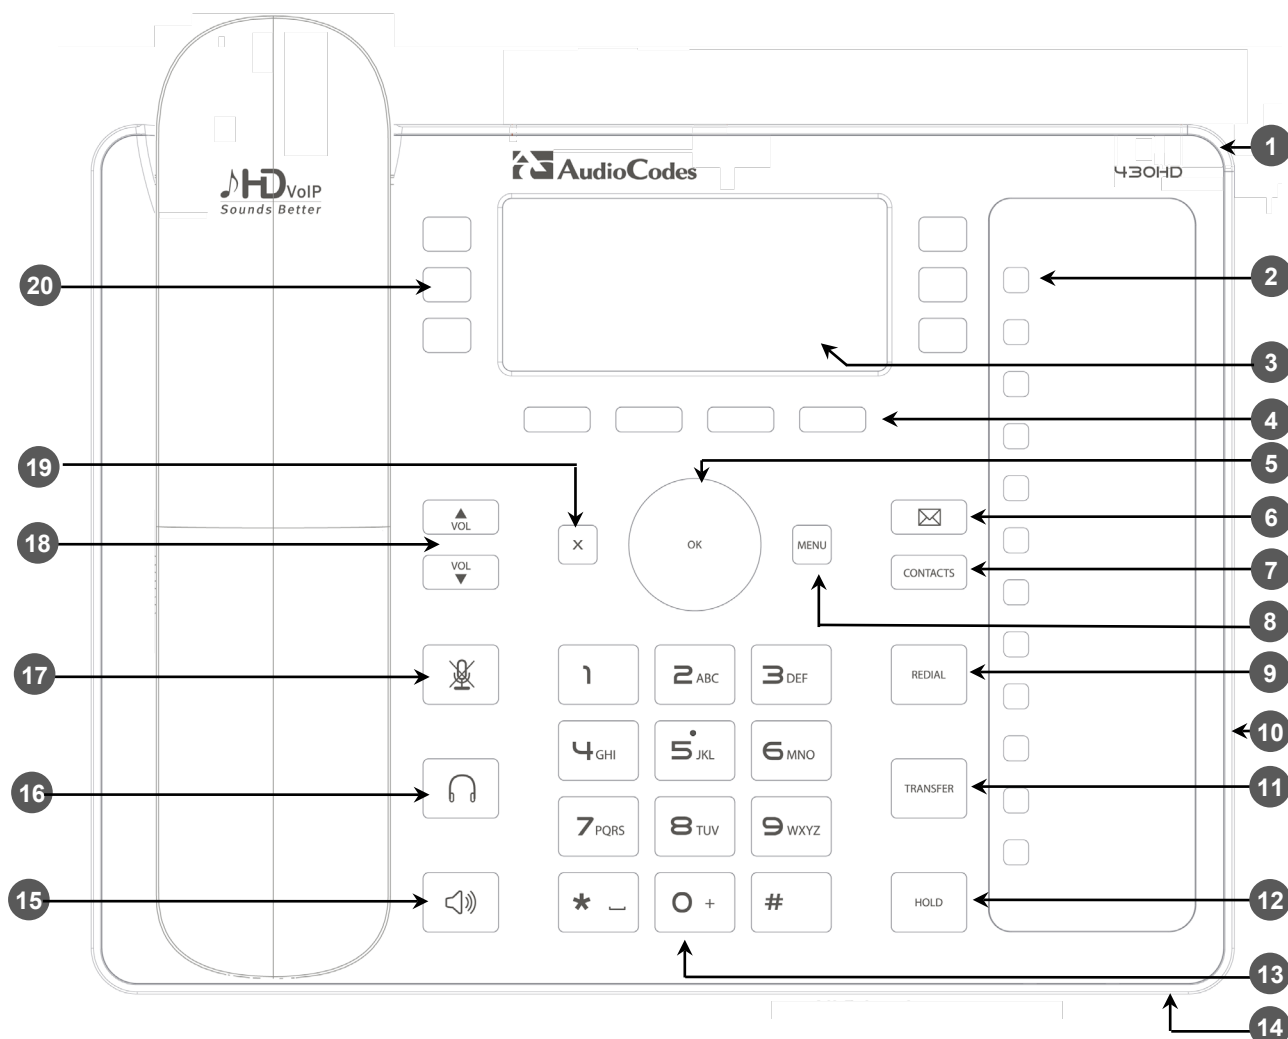 1
AudioCodes
430HD
HD VoIP
Sounds Better
20
2
3
4
19
5
VOL
6
18
X
OK
MENU
VOL
CONTACTS
7
8
17
1
2 ABC
3 DEF
REDIAL
9
10
4 GHI
5 JKL
6 MNO
16
TRANSFER
11
7 PQRS
8 TUV
9 WXYZ
15
* ⎵
0 +
#
HOLD
12
13
14